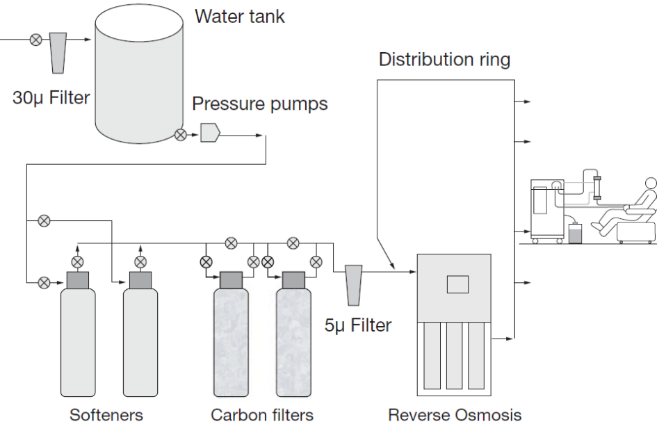 Water tank
Distribution ring
30µ Filter
Pressure pumps
5µ Filter
Softeners
Carbon filters
Reverse Osmosis